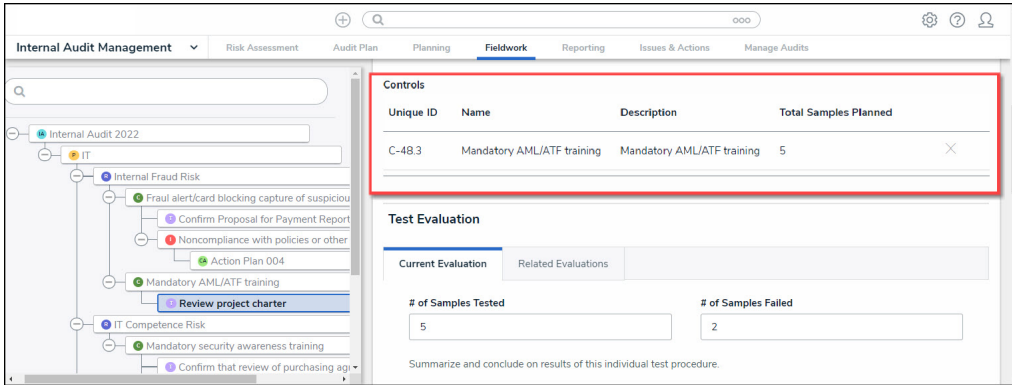 Internal Audit Management Risk Assessment Audit Plan Planning Fieldwork Reporting Issues & Actions Manage Audits
IA Internal Audit 2022
P IT
R Internal Fraud Risk
C Fraul alert/card blocking capture of suspiciou
Confirm Proposal for Payment Report
Noncompliance with policies or other
CA Action Plan 004
C Mandatory AML/ATF training
Review project charter
R IT Competence Risk
C Mandatory security awareness training
Confirm that review of purchasing age
Controls
Unique ID Name Description Total Samples Planned
C-48.3 Mandatory AML/ATF training Mandatory AML/ATF training 5
Test Evaluation
Current Evaluation Related Evaluations
# of Samples Tested # of Samples Failed
5 2
Summarize and conclude on results of this individual test procedure.